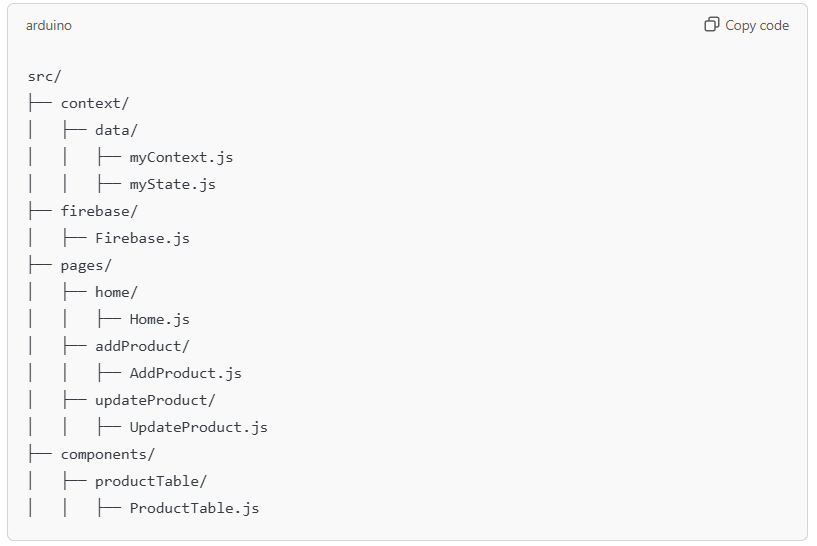 arduino
Copy code
src/
├── context/
│   ├── data/
│   │   ├── myContext.js
│   │   ├── myState.js
├── firebase/
│   ├── Firebase.js
├── pages/
│   ├── home/
│   │   ├── Home.js
│   ├── addProduct/
│   │   ├── AddProduct.js
│   ├── updateProduct/
│   │   ├── UpdateProduct.js
├── components/
│   ├── productTable/
│   │   ├── ProductTable.js